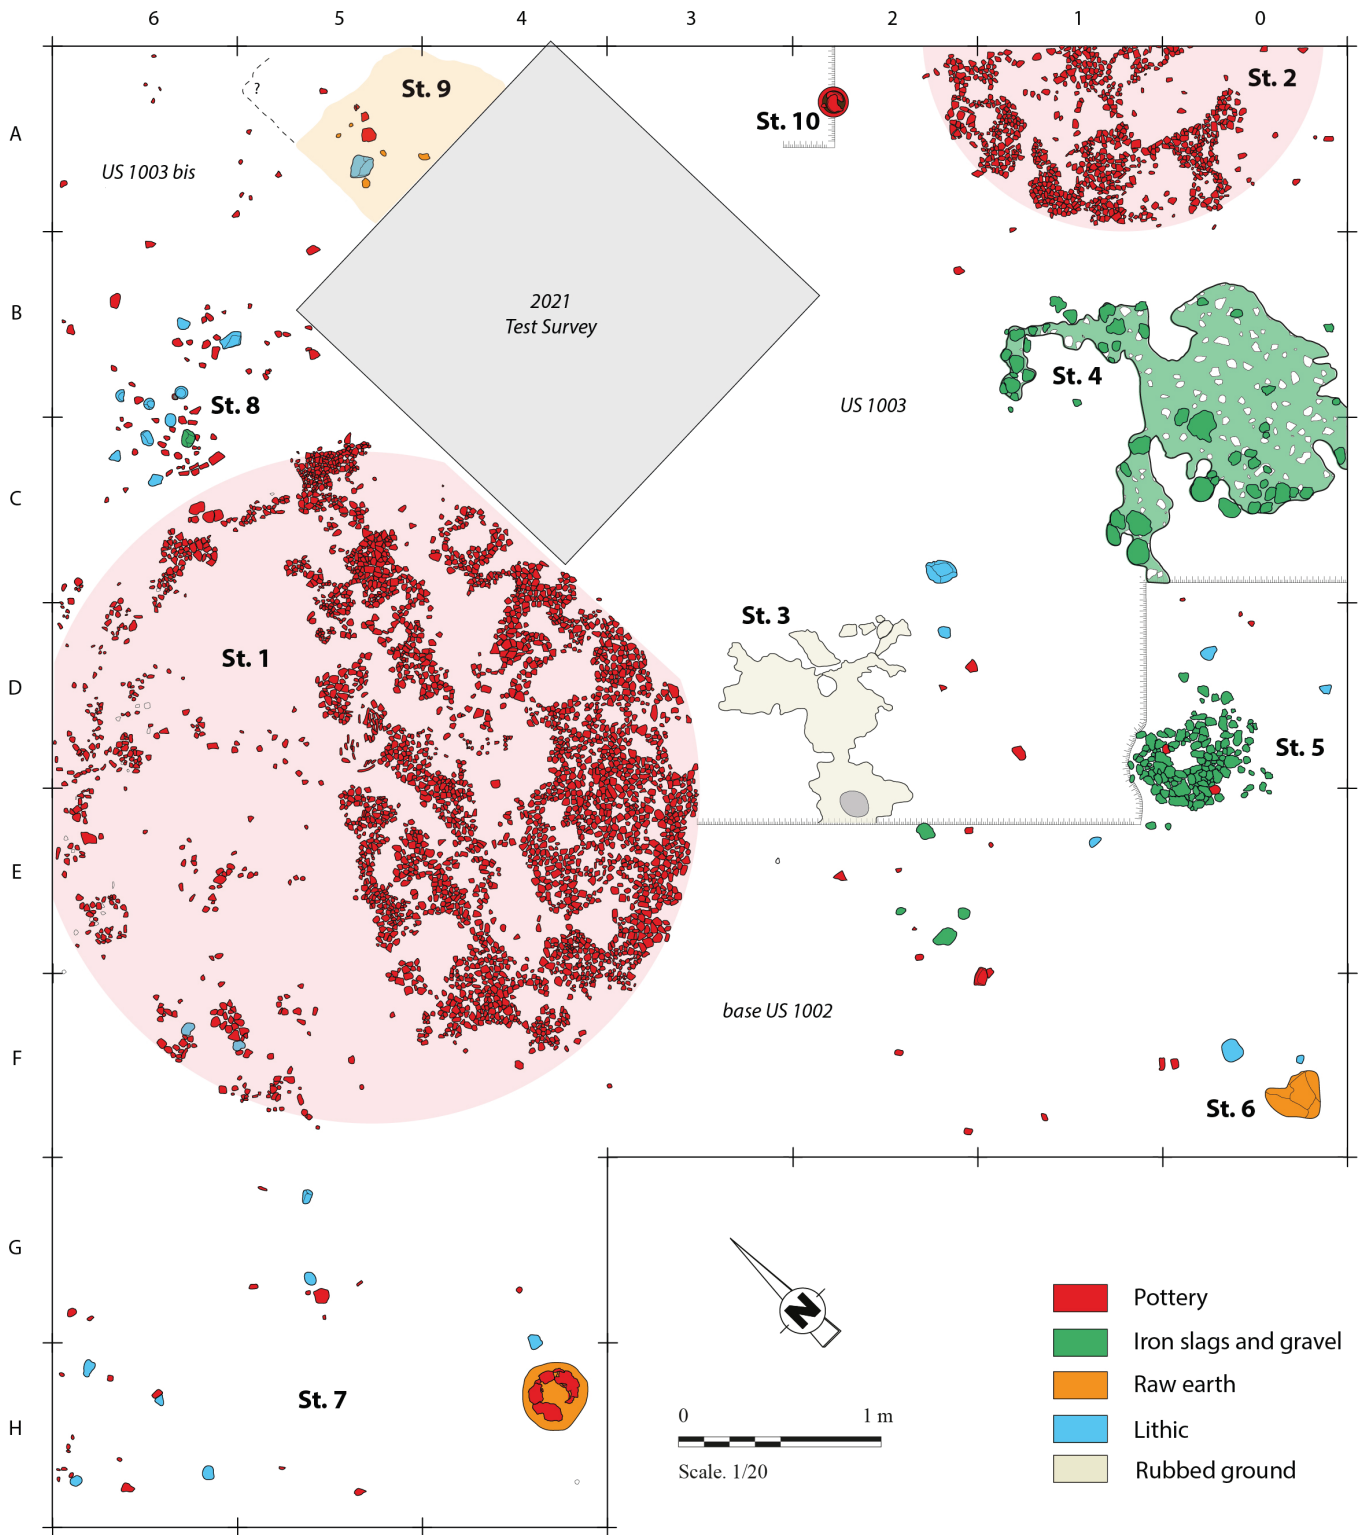 6 5 4 3 2 1 0
A
B
C
D
E
F
G
H
?
St. 9
St. 10
St. 2
US 1003 bis
2021
Test Survey
St. 4
St. 8
US 1003
St. 3
St. 1
St. 5
base US 1002
St. 6
St. 7
N
0 1 m
Scale. 1/20
Pottery
Iron slags and gravel
Raw earth
Lithic
Rubbed ground